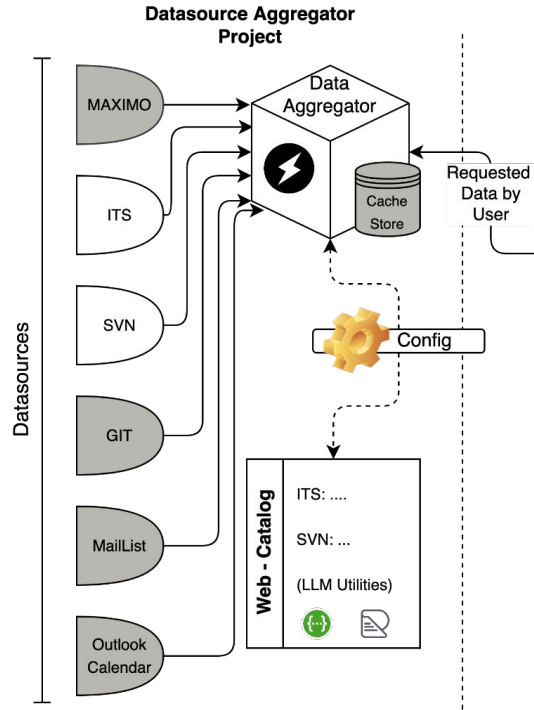 Datasource Aggregator
Project
Datasources
MAXIMO
ITS
SVN
GIT
MailList
Outlook
Calendar
Data
Aggregator
Cache
Store
Requested
Data by
User
Config
Web - Catalog
ITS: ....
SVN: ...
(LLM Utilities)
{...}